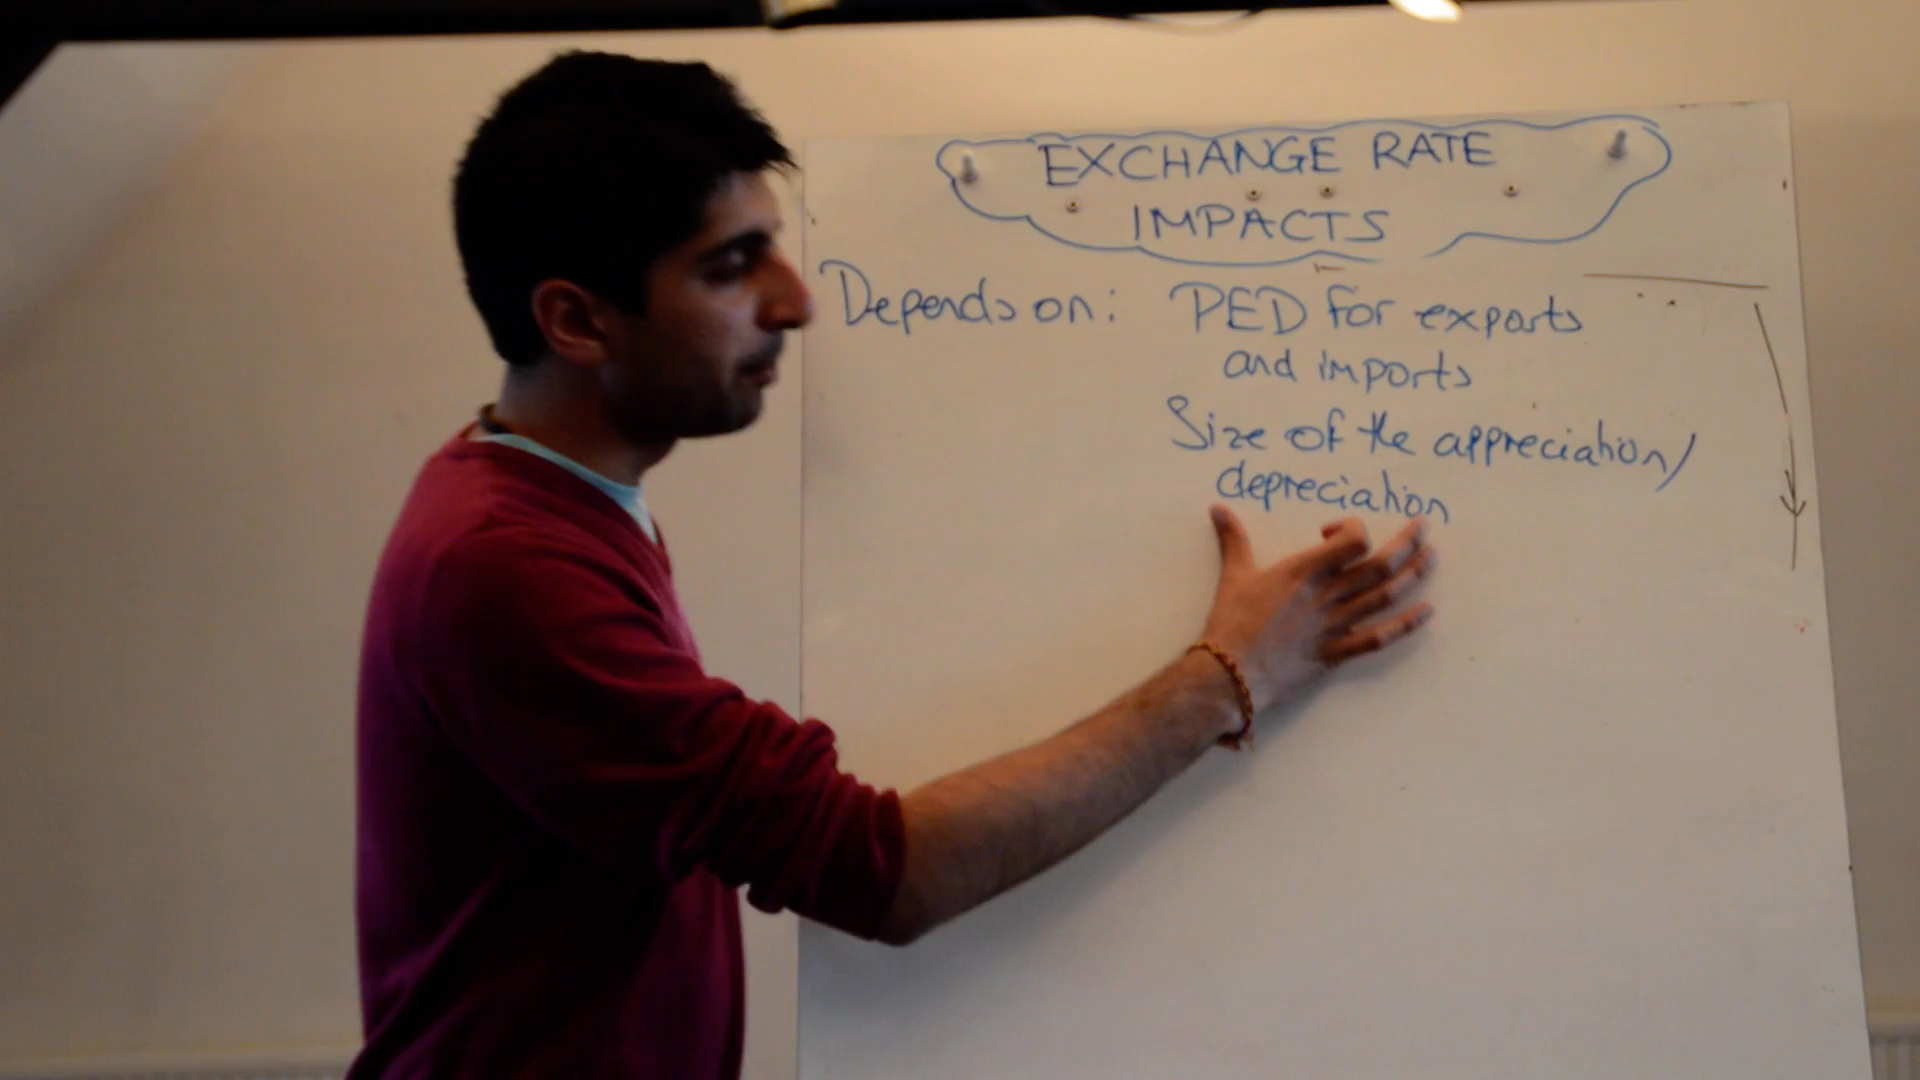 EXCHANGE RATE
IMPACTS
Depends on: PED for exports
and imports
Size of the appreciation/
depreciation